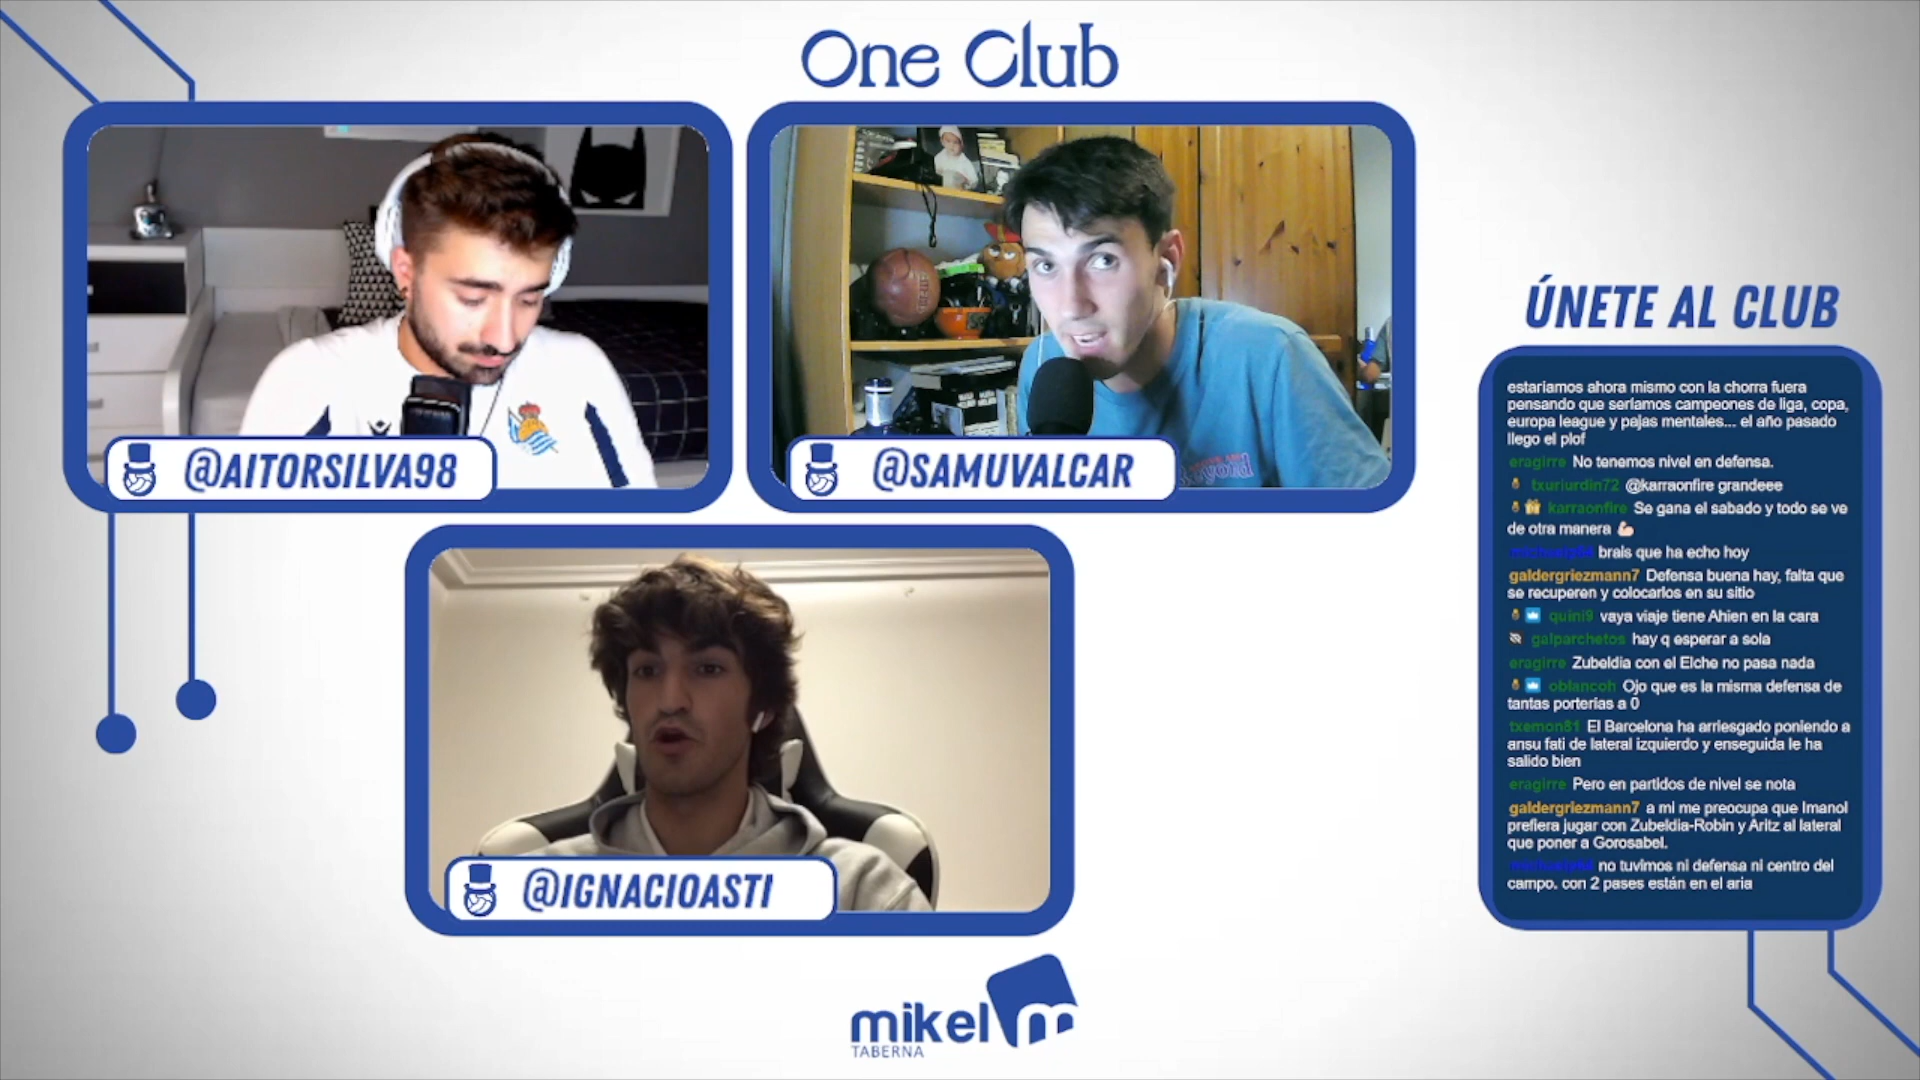 One Club
@AITORSILVA98
@SAMUVALCAR
@IGNACIOASTI
mikel m
TABERNA
ÚNETE AL CLUB
estaríamos ahora mismo con la chorra fuera
pensando que seríamos campeones de liga, copa,
europa league y pajas mentales... el año pasado
llego el plof
eragirre No tenemos nivel en defensa.
txuriurdin72 @karraonfire grandeee
karraonfire Se gana el sabado y todo se ve
de otra manera 💪🏻
brais que ha echo hoy
galdergriezmann7 Defensa buena hay, falta que
se recuperen y colocarlos en su sitio
quini9 vaya viaje tiene Ahien en la cara
galparchetos hay q esperar a sola
eragirre Zubeldia con el Elche no pasa nada
oblancoh Ojo que es la misma defensa de
tantas porterías a 0
txemon81 El Barcelona ha arriesgado poniendo a
ansu fati de lateral izquierdo y enseguida le ha
salido bien
eragirre Pero en partidos de nivel se nota
galdergriezmann7 a mi me preocupa que Imanol
prefiera jugar con Zubeldia-Robin y Aritz al lateral
que poner a Gorosabel.
no tuvimos ni defensa ni centro del
campo. con 2 pases están en el aria